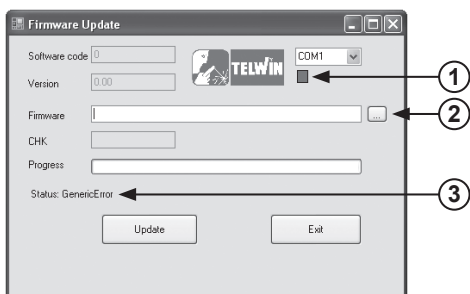 Firmware Update
Software code 0
TELWIN
COM1
Version 0.00
1
Firmware
...
2
CHK
Progress
Status: GenericError
3
Update
Exit